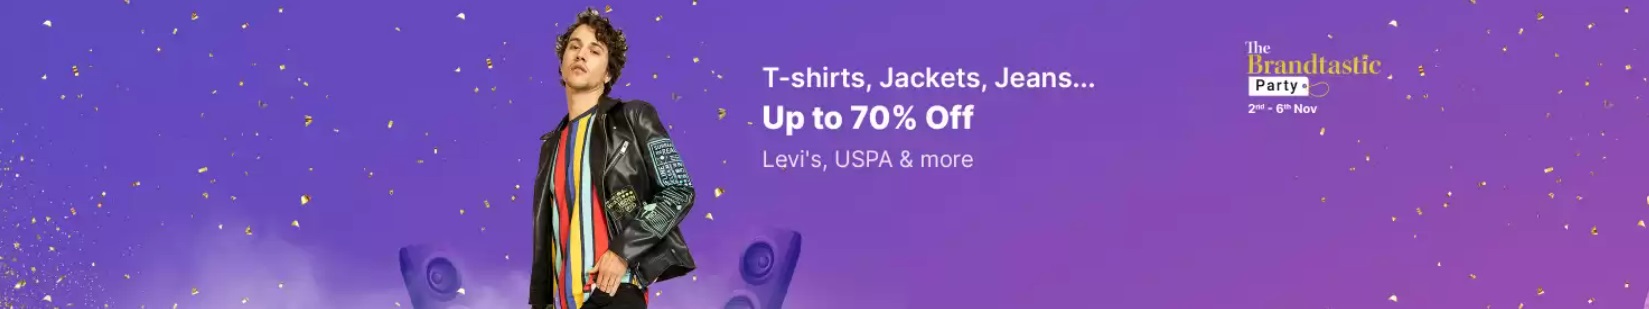 T-shirts, Jackets, Jeans...
Up to 70% Off
Levi's, USPA & more
The
Brandtastic
Party
2nd - 6th Nov